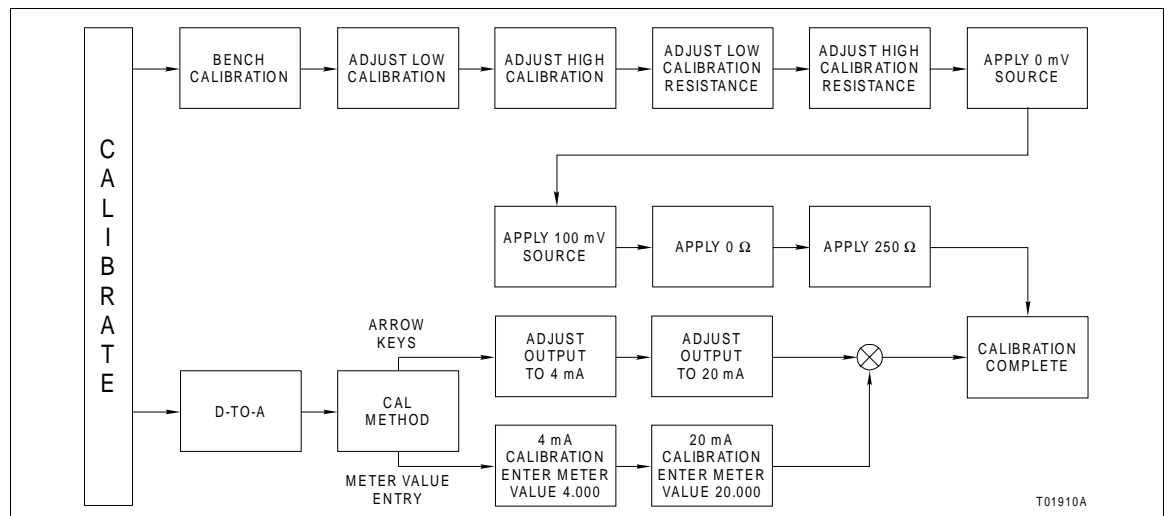 CALIBRATE
BENCH
CALIBRATION
ADJUST LOW
CALIBRATION
ADJUST HIGH
CALIBRATION
ADJUST LOW
CALIBRATION
RESISTANCE
ADJUST HIGH
CALIBRATION
RESISTANCE
APPLY 0 mV
SOURCE
APPLY 100 mV
SOURCE
APPLY 0 Ω
APPLY 250 Ω
ARROW
KEYS
ADJUST
OUTPUT
TO 4 mA
ADJUST
OUTPUT
TO 20 mA
CALIBRATION
COMPLETE
D-TO-A
CAL
METHOD
METER VALUE
ENTRY
4 mA
CALIBRATION
ENTER METER
VALUE 4.000
20 mA
CALIBRATION
ENTER METER
VALUE 20.000
T01910A